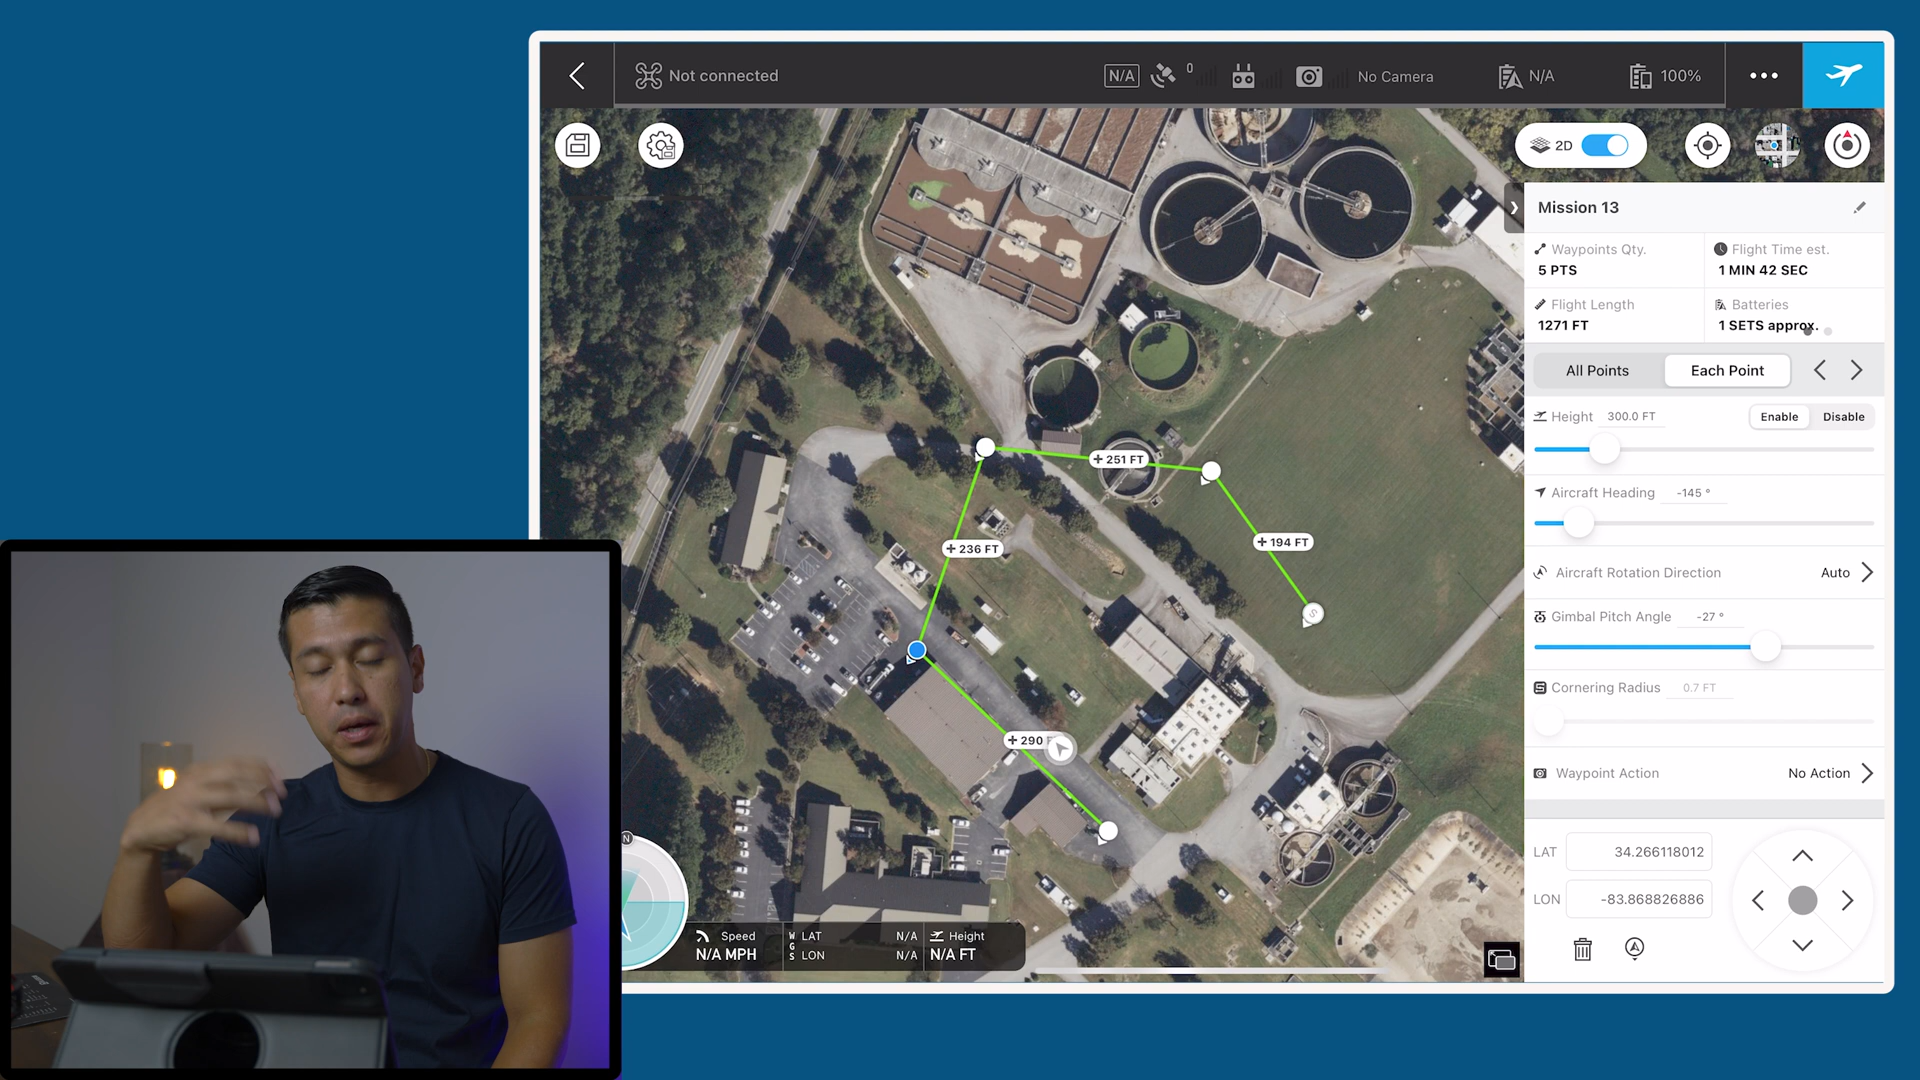 Not connected
N/A
0
No Camera
N/A
100%
2D
Mission 13
Waypoints Qty.
5 PTS
Flight Time est.
1 MIN 42 SEC
Flight Length
1271 FT
Batteries
1 SETS approx.
All Points
Each Point
Height 300.0 FT
Enable
Disable
Aircraft Heading -145 °
Aircraft Rotation Direction
Auto
Gimbal Pitch Angle -27 °
Cornering Radius 0.7 FT
Waypoint Action
No Action
LAT 34.266118012
LON -83.868826886
+ 251 FT
+ 194 FT
+ 236 FT
S
+ 290
N
Speed
N/A MPH
WGS
LAT N/A
LON N/A
Height
N/A FT